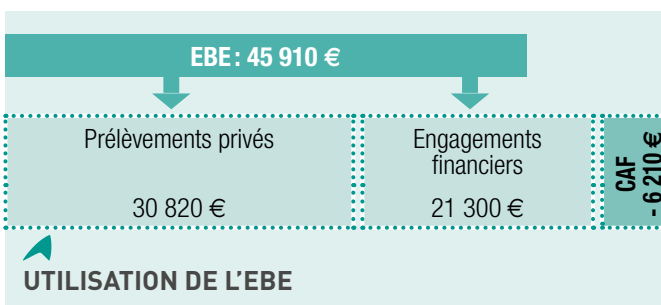 EBE : 45 910 €
Prélèvements privés
30 820 €
Engagements
financiers
21 300 €
CAF
- 6 210 €
UTILISATION DE L'EBE